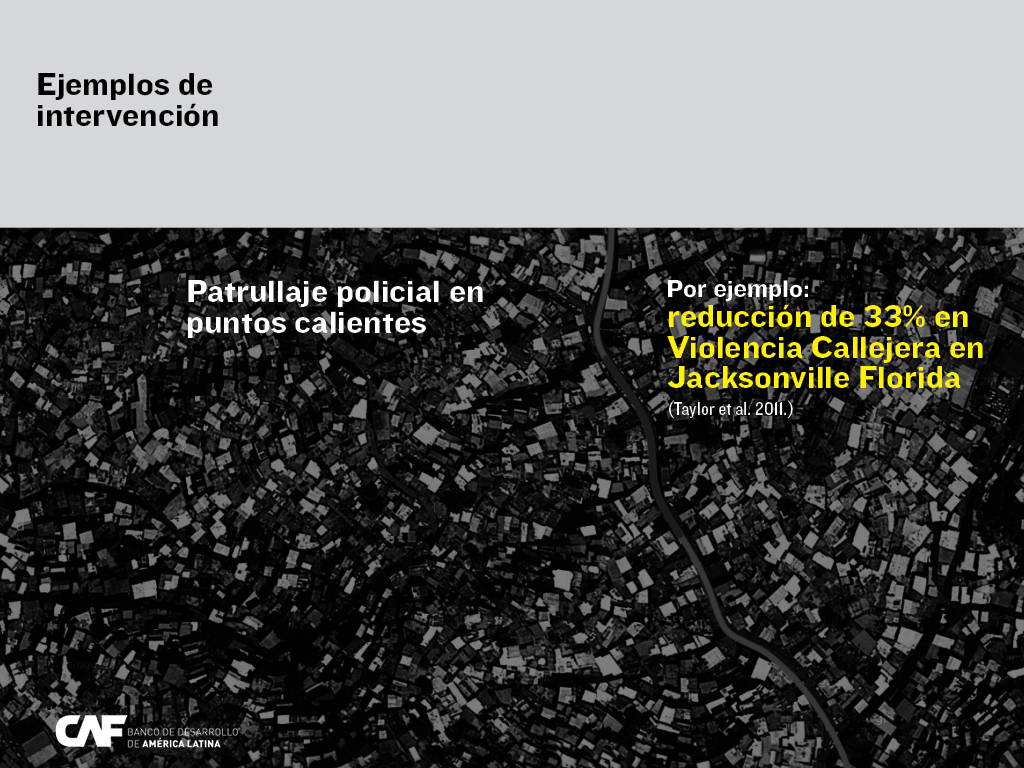 Ejemplos de
intervención
Patrullaje policial en
puntos calientes
Por ejemplo:
reducción de 33% en
Violencia Callejera en
Jacksonville Florida
(Taylor et al. 2011.)
CAF BANCO DE DESARROLLO
DE AMÉRICA LATINA